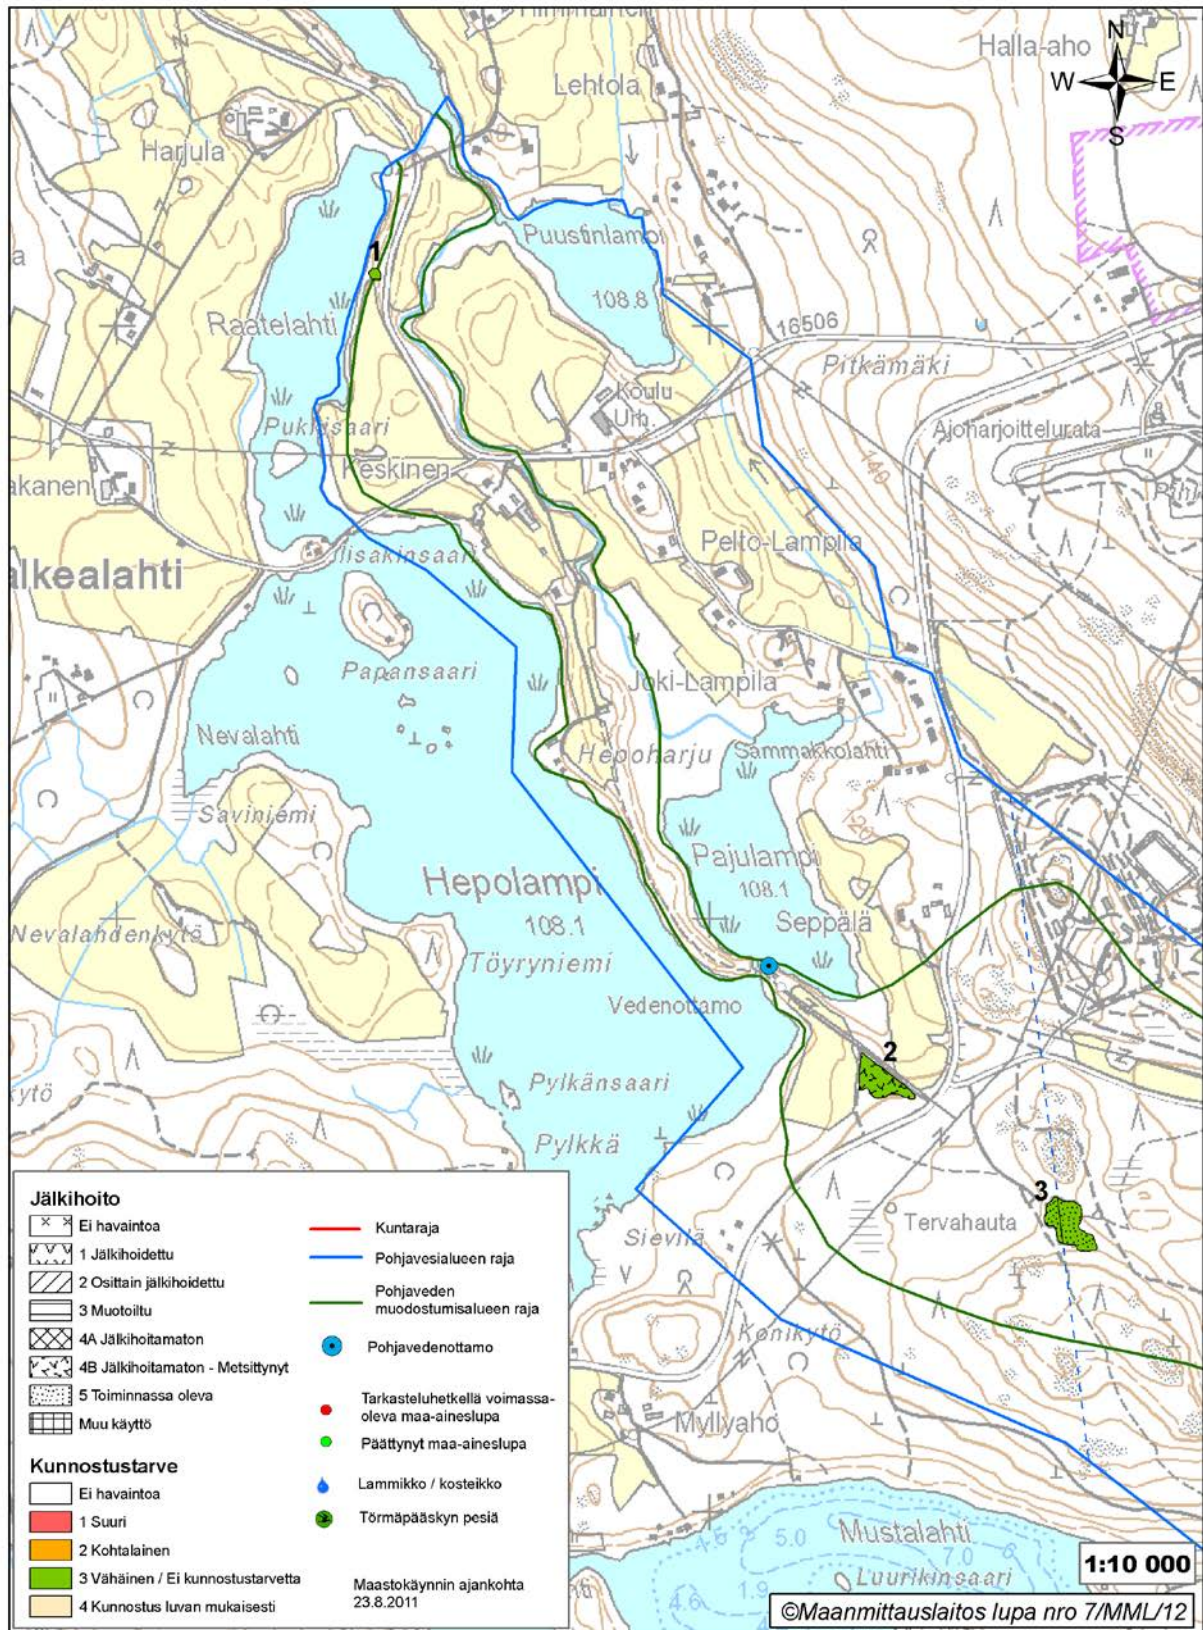 Halla-aho
N
W
E
S
Lehtola
Harjula
Puustinlampi
108.8
1
Raatelahti
16506
Pitkämäki
Koulu
Urh.
Ajoharjoittelurata
Pukkisaari
Keskinen
140
akanen
Pelto-Lampila
Iisakinsaari
alkealahti
Papansaari
Joki-Lampila
Nevalahti
Hepoharju
Sammakkolahti
Saviniemi
120
Pajulampi
108.1
Hepolampi
108.1
Seppälä
Nevalahdenkytö
Töyryniemi
Vedenottamo
2
Pylkänsaari
kytö
Pylkkä
3
Tervahauta
Sievilä
Konikytö
Myllyaho
Mustalahti
4.6
3
5.0
7.0
6
4.6
1.9
Luurikinsaari
Jälkihoito
Ei havaintoa
1 Jälkihoidettu
2 Osittain jälkihoidettu
3 Muotoiltu
4A Jälkihoitamaton
4B Jälkihoitamaton - Metsittynyt
5 Toiminnassa oleva
Muu käyttö
Kunnostustarve
Ei havaintoa
1 Suuri
2 Kohtalainen
3 Vähäinen / Ei kunnostustarvetta
4 Kunnostus luvan mukaisesti
Kuntaraja
Pohjavesialueen raja
Pohjaveden
muodostumisalueen raja
Pohjavedenottamo
Tarkasteluhetkellä voimassa-
oleva maa-aineslupa
Päättynyt maa-aineslupa
Lammikko / kosteikko
Törmäpääskyn pesiä
Maastokäynnin ajankohta
23.8.2011
1:10 000
©Maanmittauslaitos lupa nro 7/MML/12